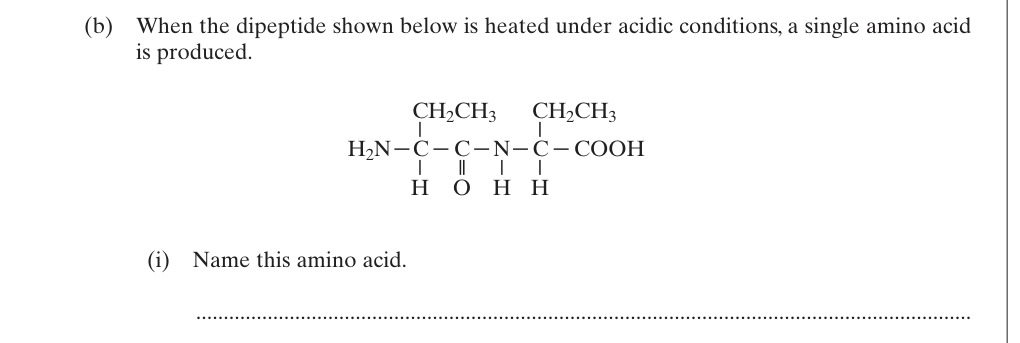 (b) When the dipeptide shown below is heated under acidic conditions, a single amino acid
is produced.
CH₂CH₃ CH₂CH₃
H₂N–C–C–N–C–COOH
H O H H
(i) Name this amino acid.